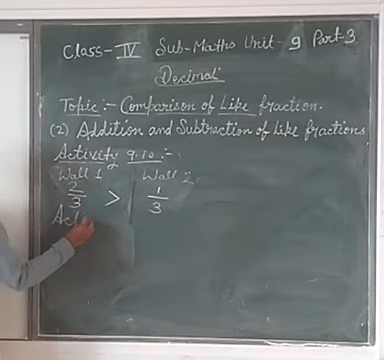 Class-IV Sub-Maths Unit-9 Part-3
Decimal
Topic:- Comparison of Like fraction.
(2) Addition and Subtraction of Like fractions
Activity 9.10:-
Wall 1 Wall 2
2/3 > 1/3
Act